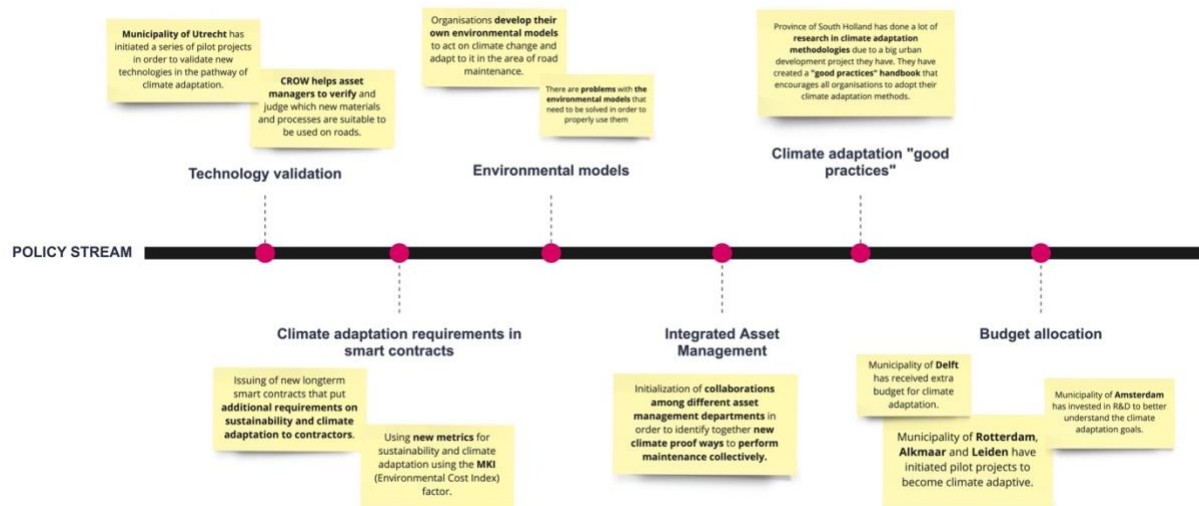 Municipality of Utrecht has
initiated a series of pilot projects
in order to validate new
technologies in the pathway of
climate adaptation.
CROW helps asset
managers to verify and
judge which new materials
and processes are suitable to
be used on roads.
Technology validation
Organisations develop their
own environmental models
to act on climate change and
adapt to it in the area of road
maintenance.
There are problems with the
environmental models that
need to be solved in order to
properly use them
Environmental models
Province of South Holland has done a lot of
research in climate adaptation
methodologies due to a big urban
development project they have. They have
created a "good practices" handbook that
encourages all organisations to adopt their
climate adaptation methods.
Climate adaptation "good
practices"
POLICY STREAM
Climate adaptation requirements in
smart contracts
Issuing of new longterm
smart contracts that put
additional requirements on
sustainability and climate
adaptation to contractors.
Using new metrics for
sustainability and climate
adaptation using the MKI
(Environmental Cost Index)
factor.
Integrated Asset
Management
Initialization of collaborations
among different asset
management departments in
order to identify together new
climate proof ways to perform
maintenance collectively.
Budget allocation
Municipality of Delft
has received extra
budget for climate
adaptation.
Municipality of Amsterdam
has invested in R&D to better
understand the climate
adaptation goals.
Municipality of Rotterdam,
Alkmaar and Leiden have
initiated pilot projects to
become climate adaptive.